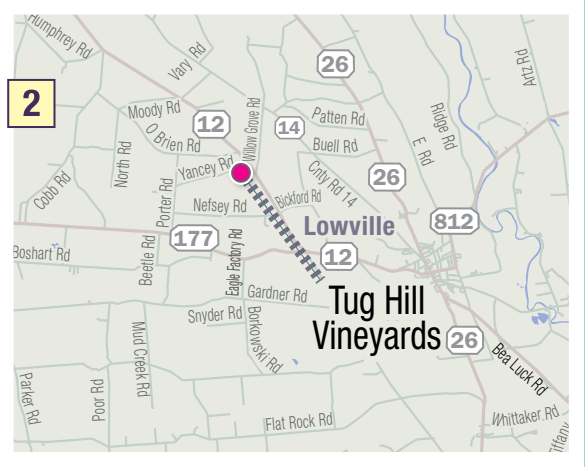 Humphrey Rd
Vary Rd
26
Artz Rd
2
Moody Rd
12
Willow Grove Rd
14
Patten Rd
Ridge Rd
O Brien Rd
Buell Rd
E Rd
North Rd
Yancey Rd
Cnty Rd 14
26
Cobb Rd
Porter Rd
Nefsey Rd
Bickford Rd
Lowville
812
177
12
Boshart Rd
Beetle Rd
Eagle Factory Rd
Gardner Rd
Tug Hill
Vineyards
Snyder Rd
Borkowski Rd
26
Mud Creek Rd
Bea Luck Rd
Parker Rd
Poor Rd
Flat Rock Rd
Whittaker Rd
Tiffany